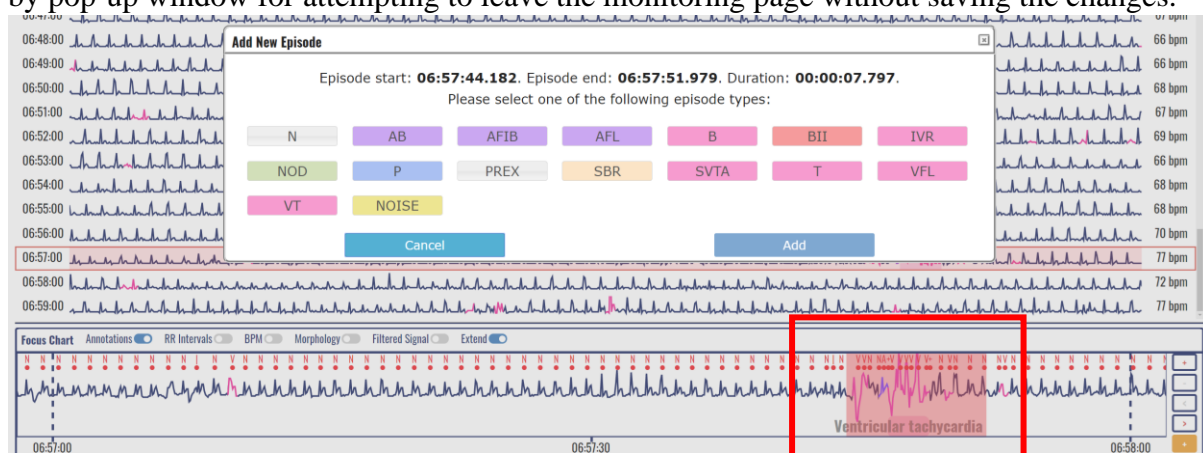 by pop-up window for attempting to leave the monitoring page without saving the changes.
06:47:00 67 bpm
06:48:00 66 bpm
06:49:00 66 bpm
06:50:00 68 bpm
06:51:00 67 bpm
06:52:00 69 bpm
06:53:00 66 bpm
06:54:00 68 bpm
06:55:00 68 bpm
06:56:00 70 bpm
06:57:00 77 bpm
06:58:00 72 bpm
06:59:00 77 bpm
Add New Episode
Episode start: 06:57:44.182. Episode end: 06:57:51.979. Duration: 00:00:07.797.
Please select one of the following episode types:
N AB AFIB AFL B BII IVR
NOD P PREX SBR SVTA T VFL
VT NOISE
Cancel Add
Focus Chart Annotations RR Intervals BPM Morphology Filtered Signal Extend
Ventricular tachycardia
06:57:00 06:57:30 06:58:00